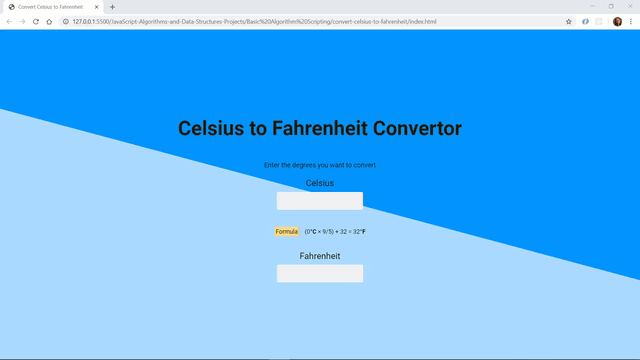 Convert Celsius to Fahrenheit
127.0.0.1:5500/JavaScript-Algorithms-and-Data-Structures-Projects/Basic%20Algorithm%20Scripting/convert-celsius-to-fahrenheit/index.html
Celsius to Fahrenheit Convertor
Enter the degrees you want to convert
Celsius
Formula (0°C × 9/5) + 32 = 32°F
Fahrenheit